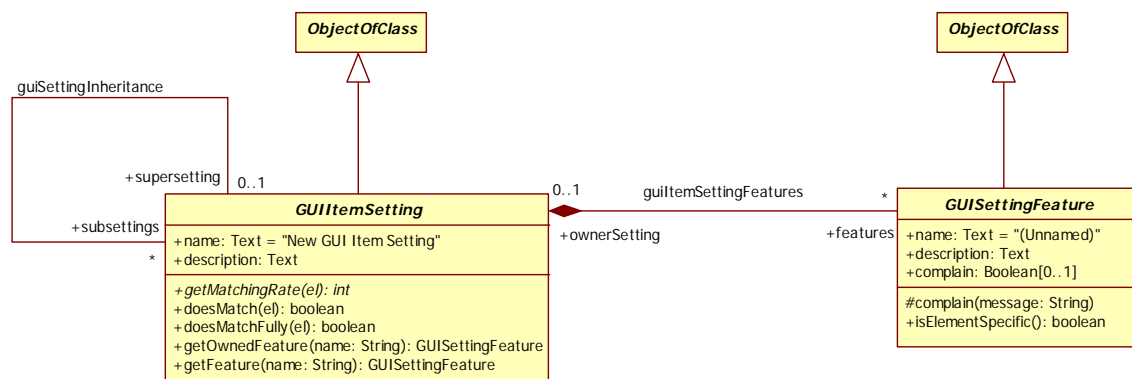 ObjectOfClass
ObjectOfClass
guiSettingInheritance
+supersetting
0..1
+subsettings
*
GUIItemSetting
+name: Text = "New GUI Item Setting"
+description: Text
+getMatchingRate(el): int
+doesMatch(el): boolean
+doesMatchFully(el): boolean
+getOwnedFeature(name: String): GUISettingFeature
+getFeature(name: String): GUISettingFeature
0..1
guiItemSettingFeatures
*
+ownerSetting
+features
GUISettingFeature
+name: Text = "(Unnamed)"
+description: Text
+complain: Boolean[0..1]
#complain(message: String)
+isElementSpecific(): boolean